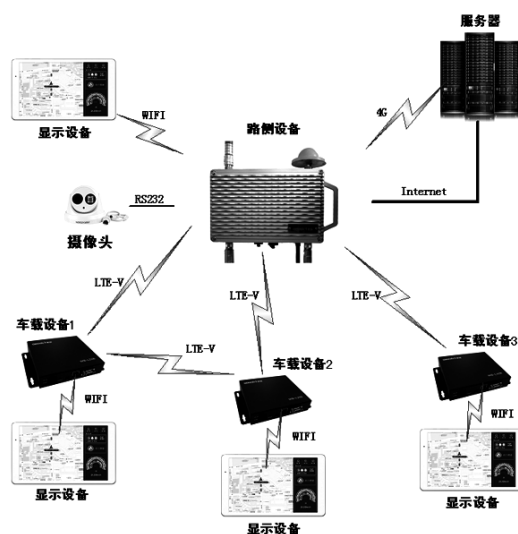 服务器
WIFI
显示设备
路侧设备
4G
RS232
Internet
摄像头
LTE-V
LTE-V
LTE-V
车载设备1
LTE-V
车载设备2
车载设备3
WIFI
WIFI
WIFI
显示设备
显示设备
显示设备